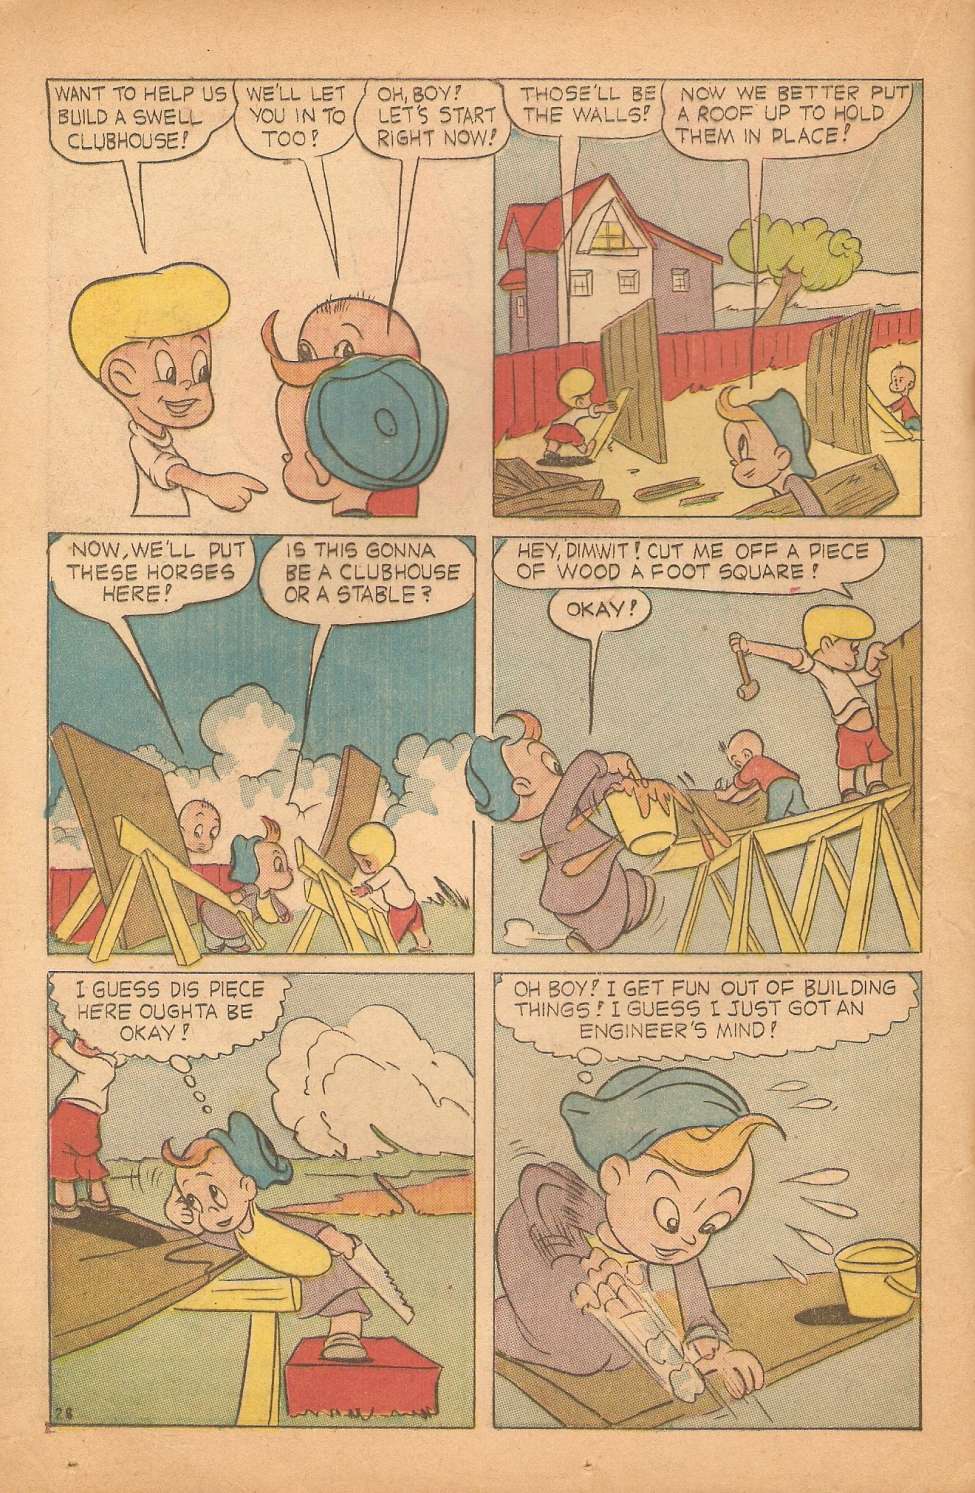 WANT TO HELP US
BUILD A SWELL
CLUBHOUSE!
WE'LL LET
YOU IN TO
TOO!
OH, BOY!
LET'S START
RIGHT NOW!
THOSE'LL BE
THE WALLS!
NOW WE BETTER PUT
A ROOF UP TO HOLD
THEM IN PLACE!
NOW, WE'LL PUT
THESE HORSES
HERE!
IS THIS GONNA
BE A CLUBHOUSE
OR A STABLE?
HEY, DIMWIT! CUT ME OFF A PIECE
OF WOOD A FOOT SQUARE!
OKAY!
I GUESS DIS PIECE
HERE OUGHTA BE
OKAY!
OH BOY! I GET FUN OUT OF BUILDING
THINGS! I GUESS I JUST GOT AN
ENGINEER'S MIND!
28